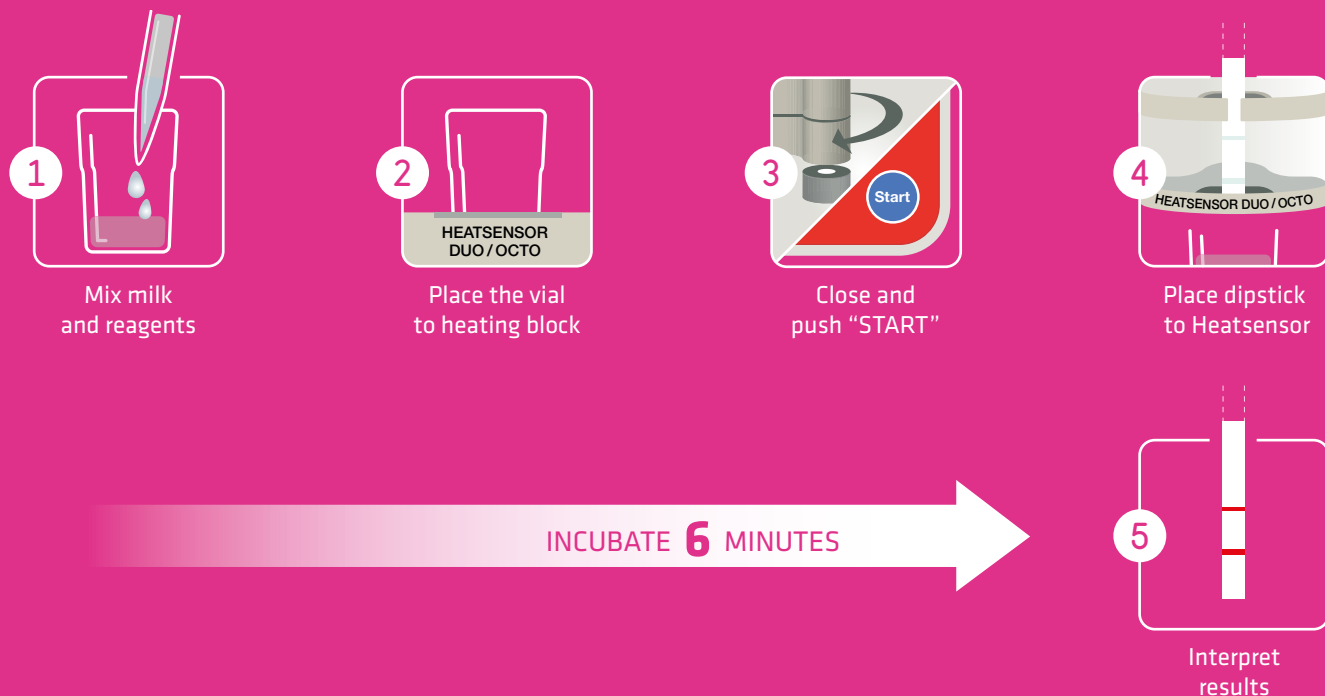 1
Mix milk
and reagents
2
HEATSENSOR
DUO / OCTO
Place the vial
to heating block
3
Start
Close and
push “START”
4
HEATSENSOR DUO / OCTO
Place dipstick
to Heatsensor
INCUBATE 6 MINUTES
5
Interpret
results